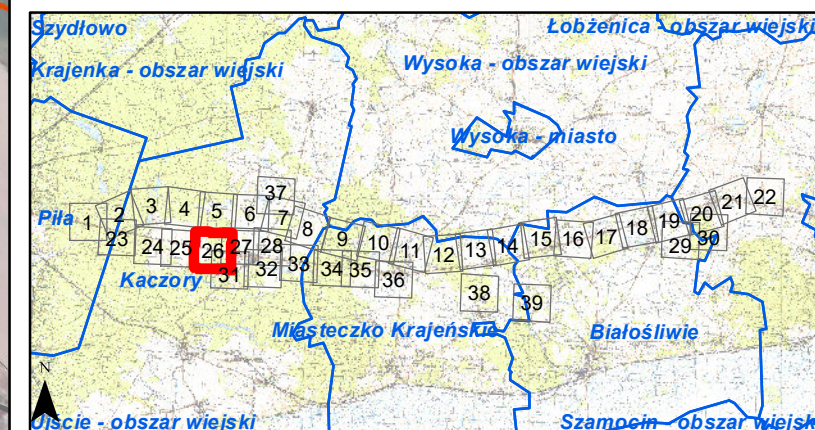 Szydłowo
Łobżenica - obszar wiejski
Krajenka - obszar wiejski
Wysoka - obszar wiejski
Wysoka - miasto
Piła
1 2 3 4 5 6 37 7 8 9 10 11 12 13 14 15 16 17 18 19 20 21 22
23 24 25 26 27 28 31 32 33 34 35 36 29 30
Kaczory
38 39
Miasteczko Krajeńskie
Białośliwie
N
Ujście - obszar wiejski
Szamocin - obszar wiejsk